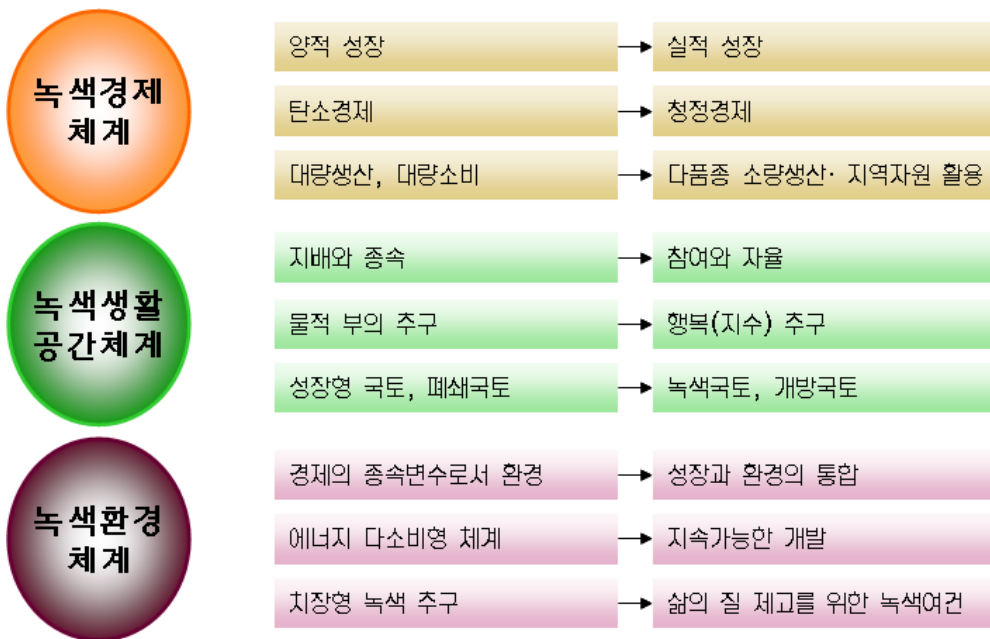 녹색경제
체계
양적 성장 → 실적 성장
탄소경제 → 청정경제
대량생산, 대량소비 → 다품종 소량생산· 지역자원 활용
녹색생활
공간체계
지배와 종속 → 참여와 자율
물적 부의 추구 → 행복(지수) 추구
성장형 국토, 폐쇄국토 → 녹색국토, 개방국토
녹색환경
체계
경제의 종속변수로서 환경 → 성장과 환경의 통합
에너지 다소비형 체계 → 지속가능한 개발
치장형 녹색 추구 → 삶의 질 제고를 위한 녹색여건